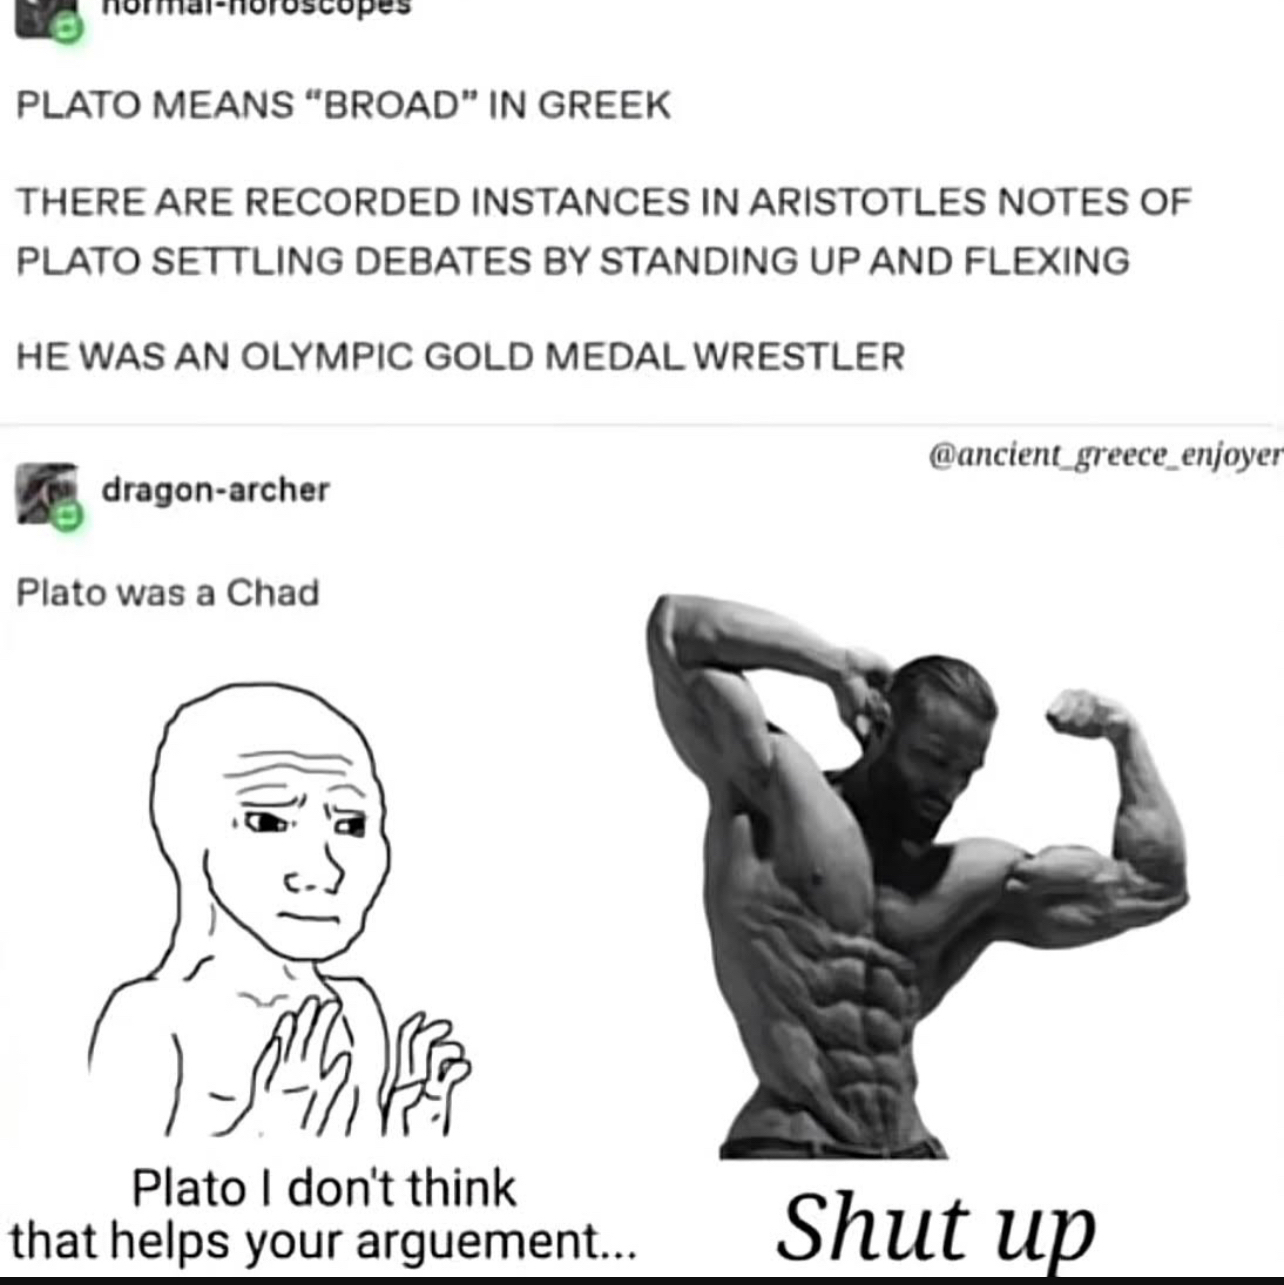 normal-horoscopes
PLATO MEANS “BROAD” IN GREEK
THERE ARE RECORDED INSTANCES IN ARISTOTLES NOTES OF
PLATO SETTLING DEBATES BY STANDING UP AND FLEXING
HE WAS AN OLYMPIC GOLD MEDAL WRESTLER
@ancient_greece_enjoyer
dragon-archer
Plato was a Chad
Plato I don't think
that helps your arguement...
Shut up